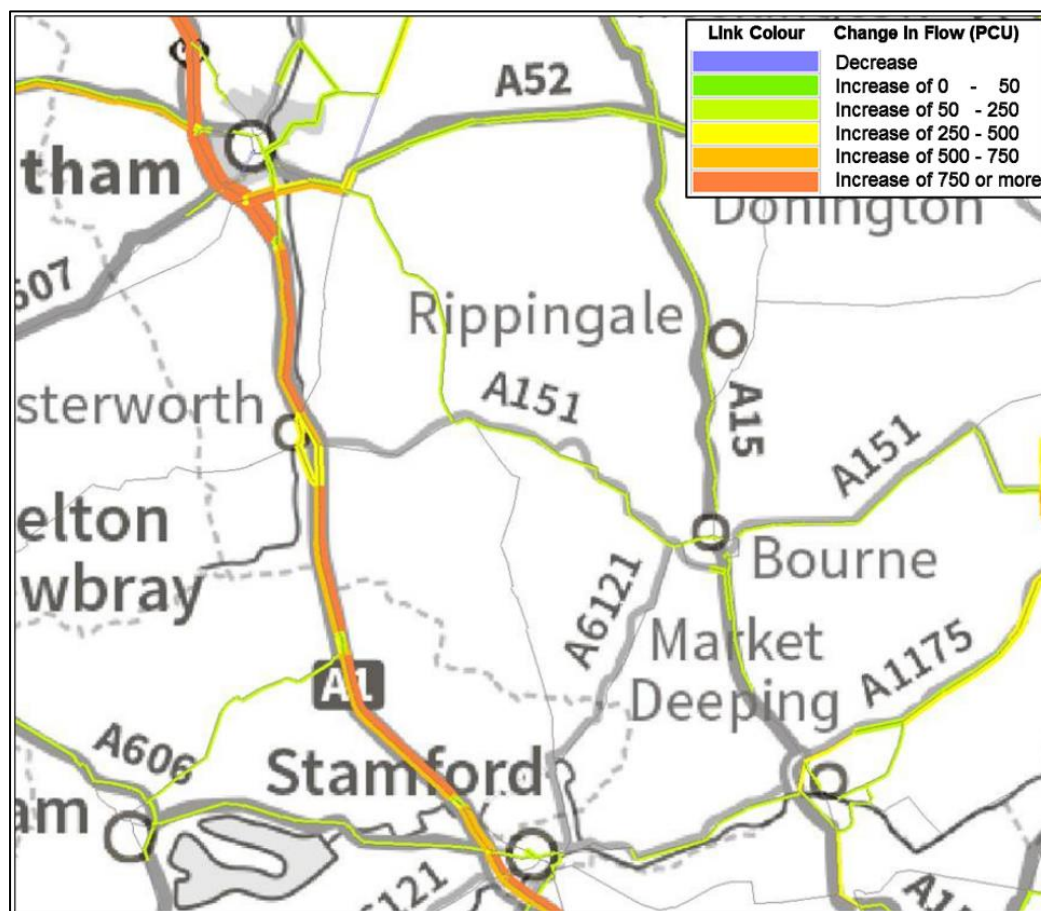 Link Colour Change In Flow (PCU)
Decrease
Increase of 0 - 50
Increase of 50 - 250
Increase of 250 - 500
Increase of 500 - 750
Increase of 750 or more
A52
tham
Donington
607
Rippingale
A151
sterworth
A15
A151
elton
wbray
Bourne
A6121
Market
Deeping
A1175
A1
A606
Stamford
am
6121